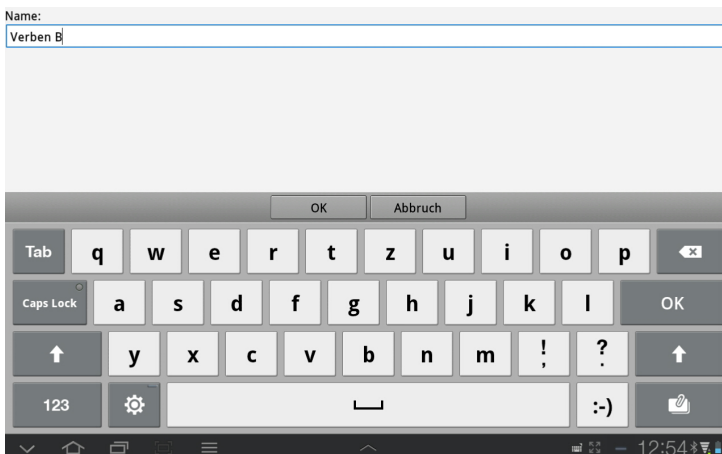 Name:
Verben B
OK Abbruch
Tab q w e r t z u i o p
Caps Lock a s d f g h j k l OK
y x c v b n m ! , ? .
123 :-)
12:54